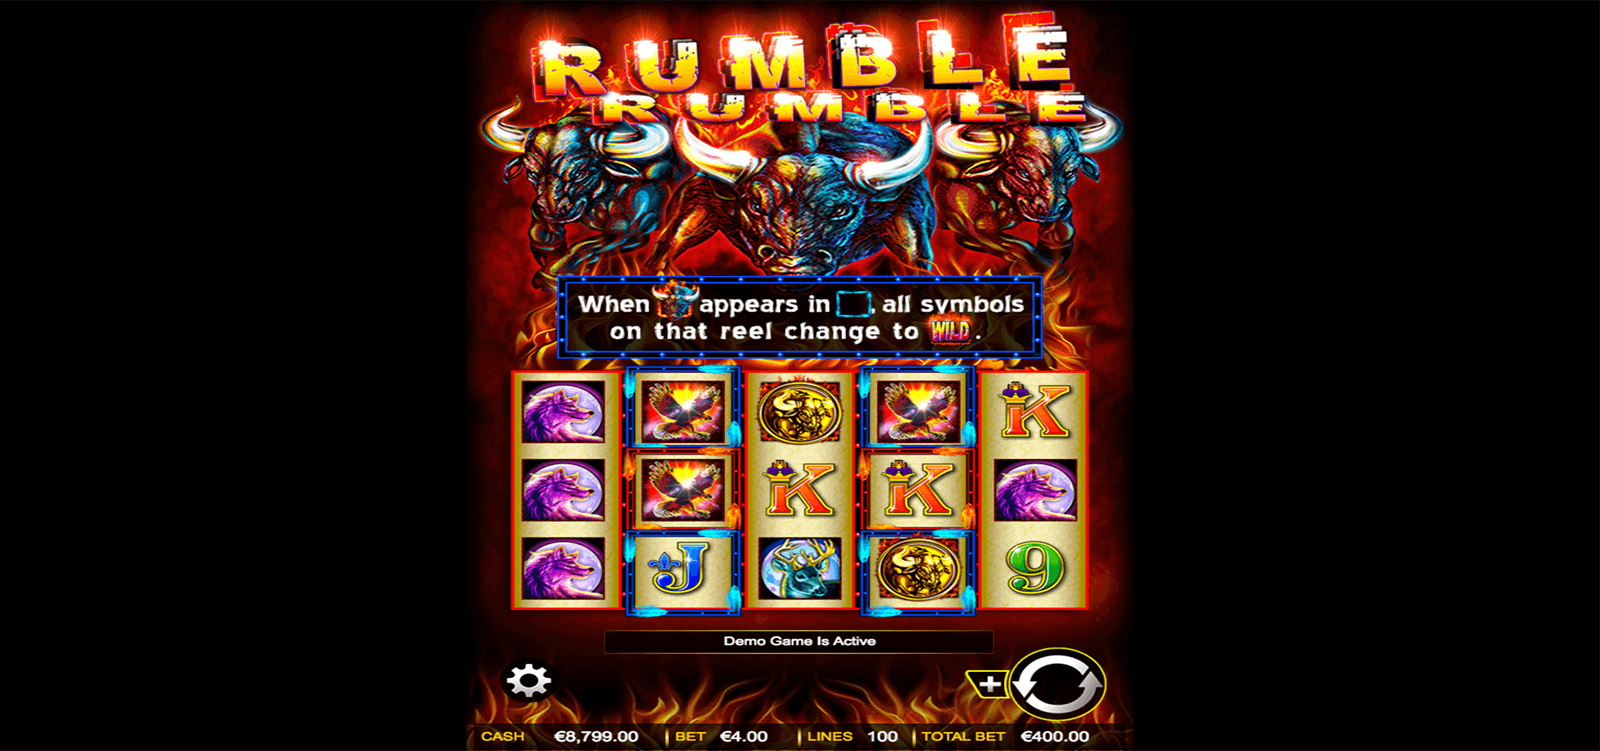 RUMBLE
RUMBLE
When appears in , all symbols
on that reel change to WILD .
K
K K
J 9
Demo Game Is Active
+
CASH €8,799.00 BET €4.00 LINES 100 TOTAL BET €400.00